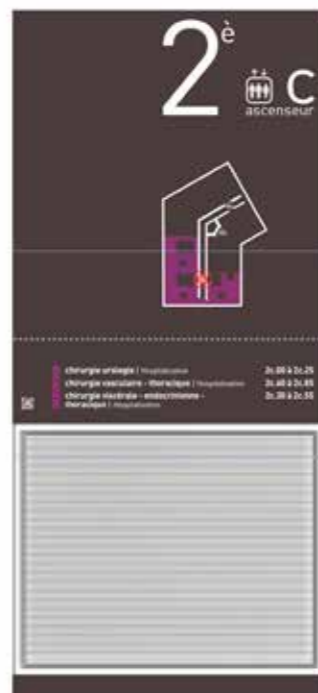 2è
C
ascenseur
chirurgie urologie | Hospitalisation
chirurgie vasculaire - thoracique | Hospitalisation
chirurgie viscérale - endocrinienne -
thoracique | Hospitalisation